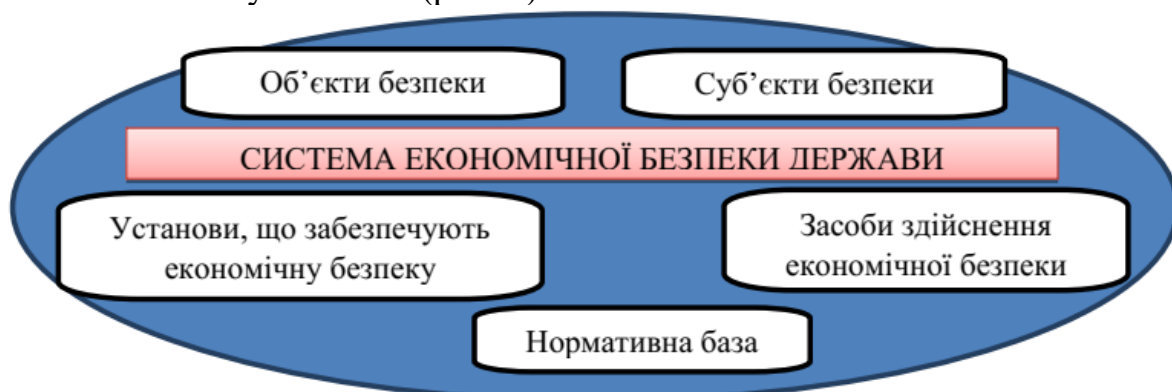 Об’єкти безпеки
Суб’єкти безпеки
СИСТЕМА ЕКОНОМІЧНОЇ БЕЗПЕКИ ДЕРЖАВИ
Установи, що забезпечують
економічну безпеку
Засоби здійснення
економічної безпеки
Нормативна база